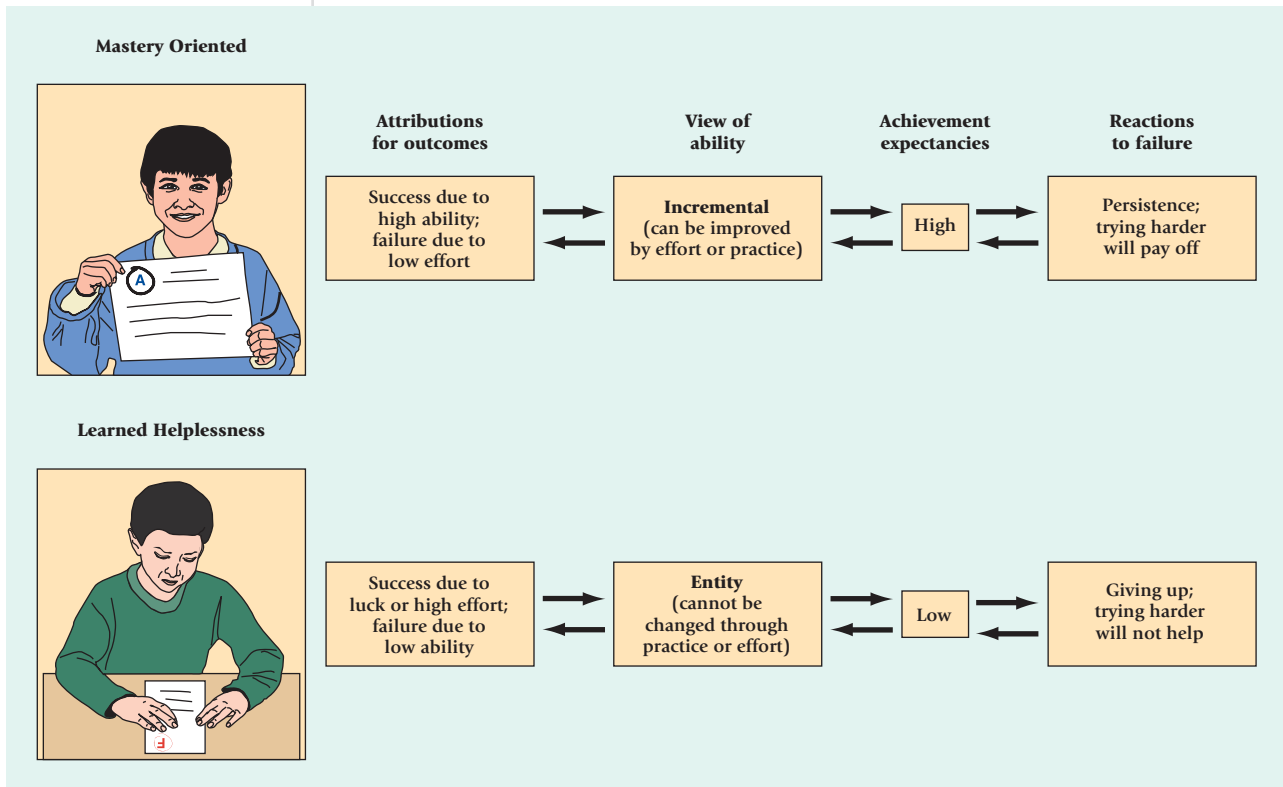 Mastery Oriented
Attributions
for outcomes
View of
ability
Achievement
expectancies
Reactions
to failure
Success due to
high ability;
failure due to
low effort
Incremental
(can be improved
by effort or practice)
High
Persistence;
trying harder
will pay off
A
Learned Helplessness
Success due to
luck or high effort;
failure due to
low ability
Entity
(cannot be
changed through
practice or effort)
Low
Giving up;
trying harder
will not help
F